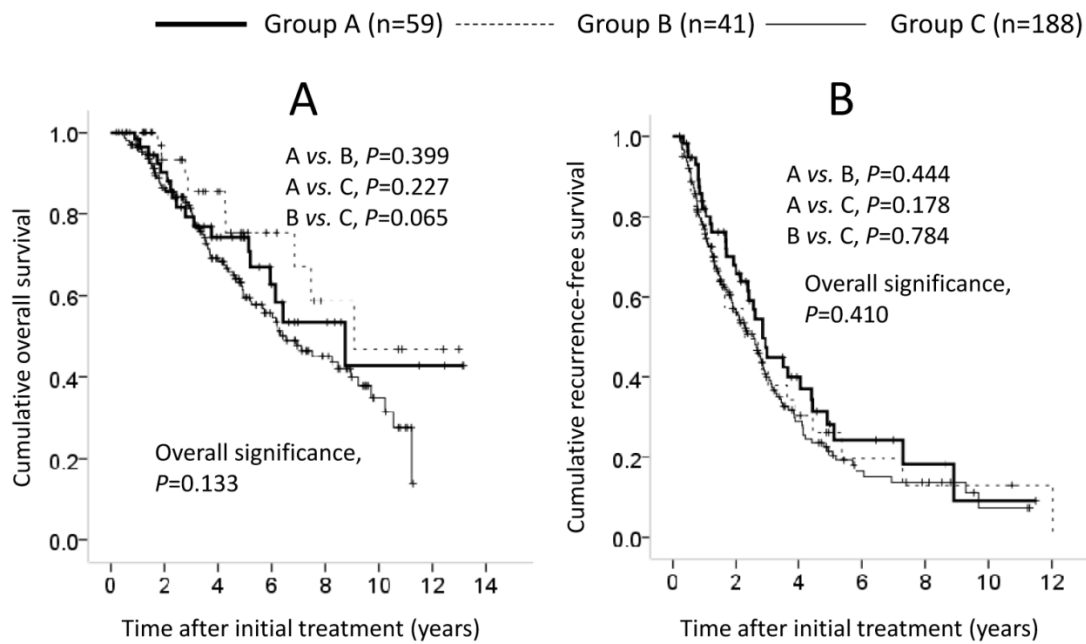 Group A (n=59) Group B (n=41) Group C (n=188)
A
Cumulative overall survival
1.0
0.8
0.6
0.4
0.2
0.0
A vs. B, P=0.399
A vs. C, P=0.227
B vs. C, P=0.065
Overall significance,
P=0.133
0 2 4 6 8 10 12 14
Time after initial treatment (years)
B
Cumulative recurrence-free survival
1.0
0.8
0.6
0.4
0.2
0.0
A vs. B, P=0.444
A vs. C, P=0.178
B vs. C, P=0.784
Overall significance,
P=0.410
0 2 4 6 8 10 12
Time after initial treatment (years)